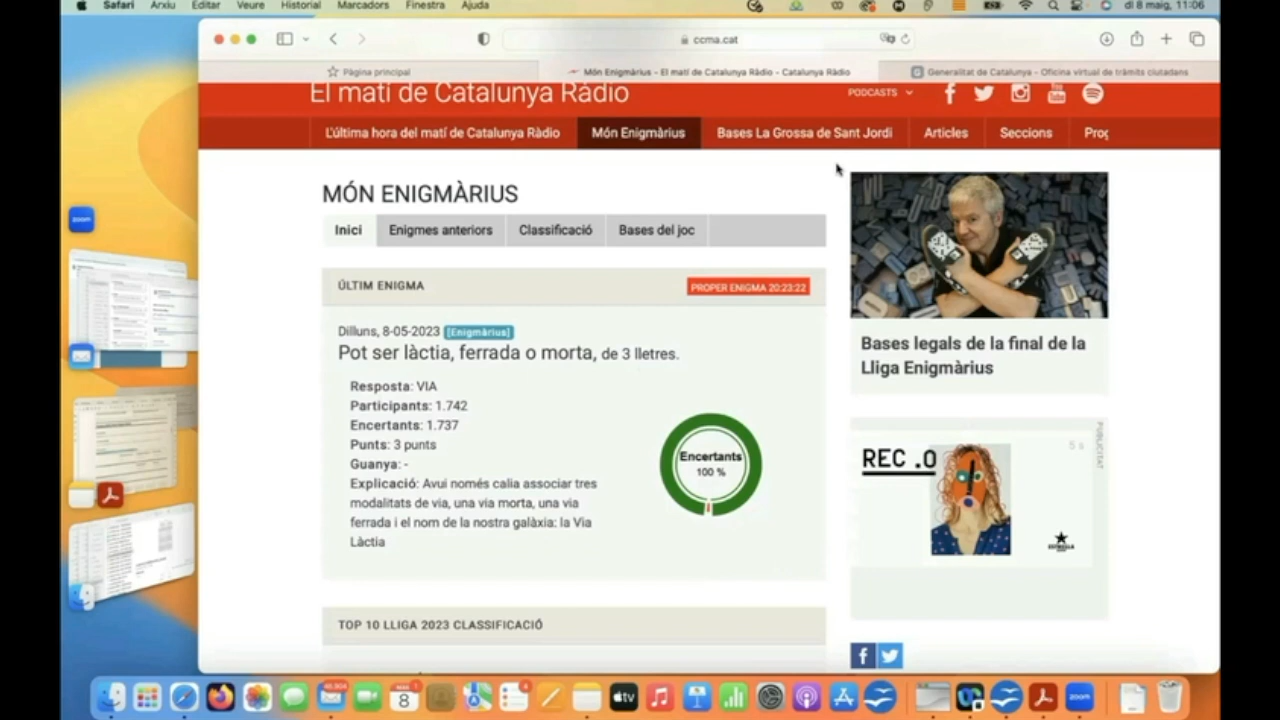 Safari Arxiu Editar Veure Historial Marcadors Finestra Ajuda dl 8 maig, 11:06
ccma.cat
Pàgina principal
Món Enigmàrius - El matí de Catalunya Ràdio - Catalunya Ràdio
Generalitat de Catalunya - Oficina virtual de tràmits ciutadans
El matí de Catalunya Ràdio
PODCASTS
L'última hora del matí de Catalunya Ràdio Món Enigmàrius Bases La Grossa de Sant Jordi Articles Seccions Prog
MÓN ENIGMÀRIUS
Inici Enigmes anteriors Classificació Bases del joc
ÚLTIM ENIGMA
PROPER ENIGMA 20:23:22
Dilluns, 8-05-2023 [Enigmàrius]
Pot ser làctia, ferrada o morta, de 3 lletres.
Resposta: VIA
Participants: 1.742
Encertants: 1.737
Punts: 3 punts
Guanya: -
Explicació: Avui només calia associar tres
modalitats de via, una via morta, una via
ferrada i el nom de la nostra galàxia: la Via
Làctia
Encertants
100 %
TOP 10 LLIGA 2023 CLASSIFICACIÓ
Bases legals de la final de la
Lliga Enigmàrius
PUBLICITAT
5 s
REC .0
ESTRELLA
zoom
tv
8
zoom